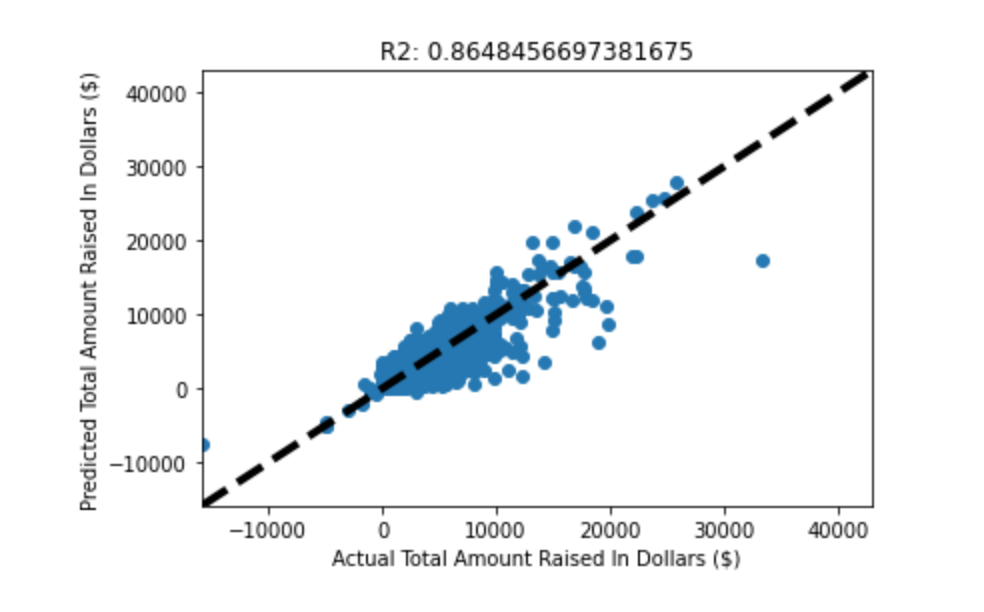 R2: 0.8648456697381675
Predicted Total Amount Raised In Dollars ($)
40000
30000
20000
10000
0
−10000
−10000 0 10000 20000 30000 40000
Actual Total Amount Raised In Dollars ($)